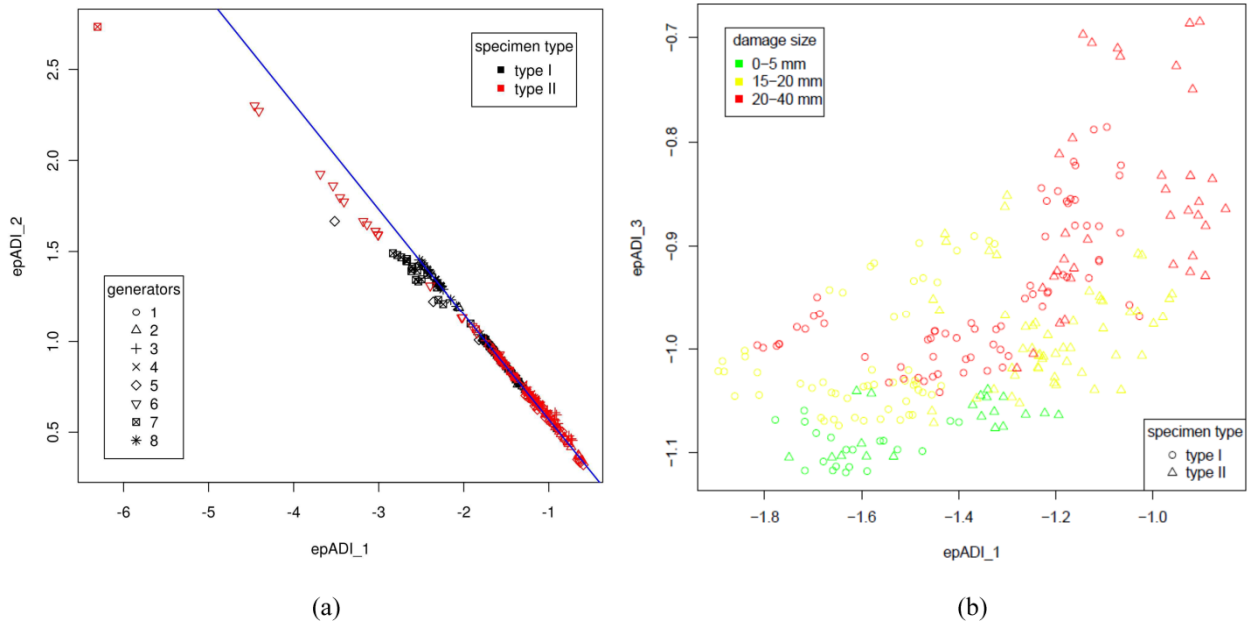 2.5
2.0
1.5
1.0
0.5
epADI_2
-6 -5 -4 -3 -2 -1
epADI_1
specimen type
type I
type II
generators
1
2
3
4
5
6
7
8
(a)
−0.7
−0.8
−0.9
−1.0
−1.1
epADI_3
−1.8 −1.6 −1.4 −1.2 −1.0
epADI_1
damage size
0−5 mm
15−20 mm
20−40 mm
specimen type
type I
type II
(b)